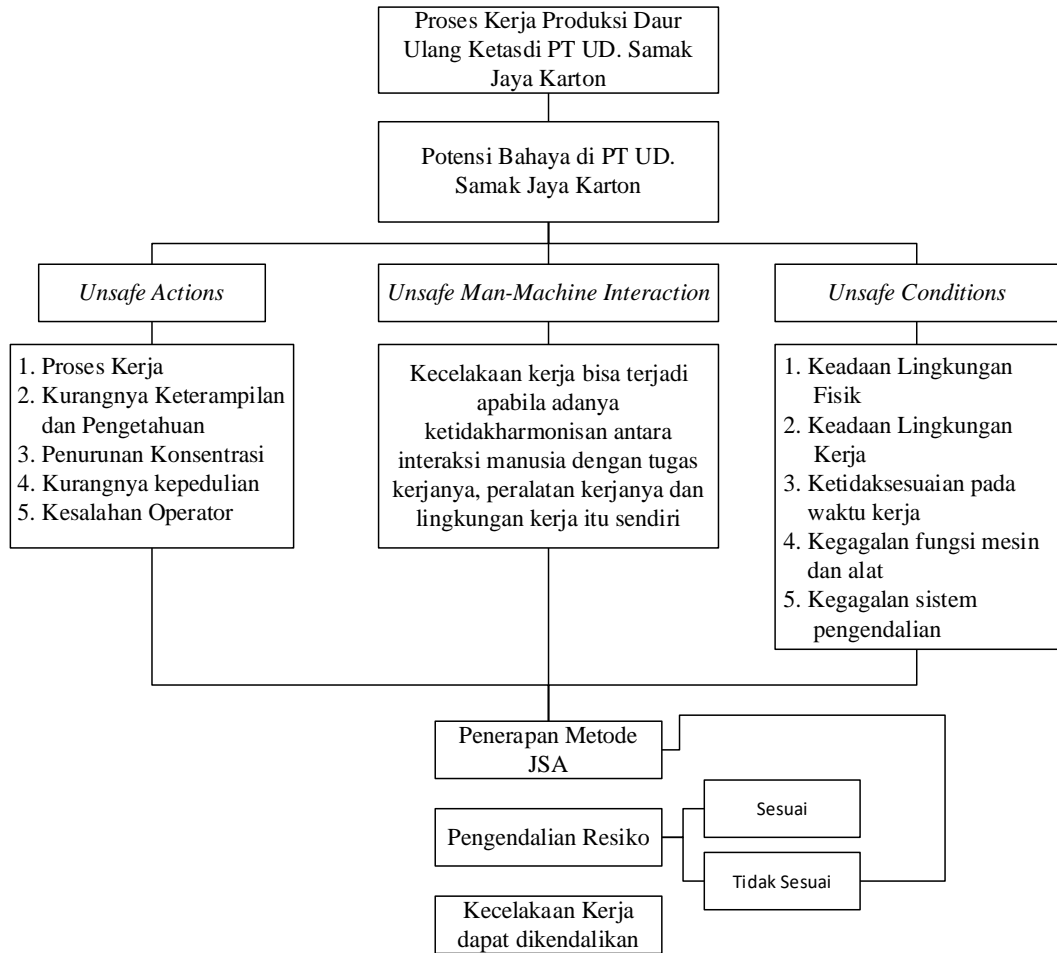 Proses Kerja Produksi Daur
Ulang Ketasdi PT UD. Samak
Jaya Karton
Potensi Bahaya di PT UD.
Samak Jaya Karton
Unsafe Actions
Unsafe Man-Machine Interaction
Unsafe Conditions
1. Proses Kerja
2. Kurangnya Keterampilan
dan Pengetahuan
3. Penurunan Konsentrasi
4. Kurangnya kepedulian
5. Kesalahan Operator
Kecelakaan kerja bisa terjadi
apabila adanya
ketidakharmonisan antara
interaksi manusia dengan tugas
kerjanya, peralatan kerjanya dan
lingkungan kerja itu sendiri
1. Keadaan Lingkungan
Fisik
2. Keadaan Lingkungan
Kerja
3. Ketidaksesuaian pada
waktu kerja
4. Kegagalan fungsi mesin
dan alat
5. Kegagalan sistem
pengendalian
Penerapan Metode
JSA
Pengendalian Resiko
Sesuai
Tidak Sesuai
Kecelakaan Kerja
dapat dikendalikan